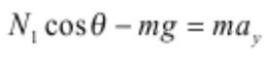 N₁ cos θ − mg = ma_y